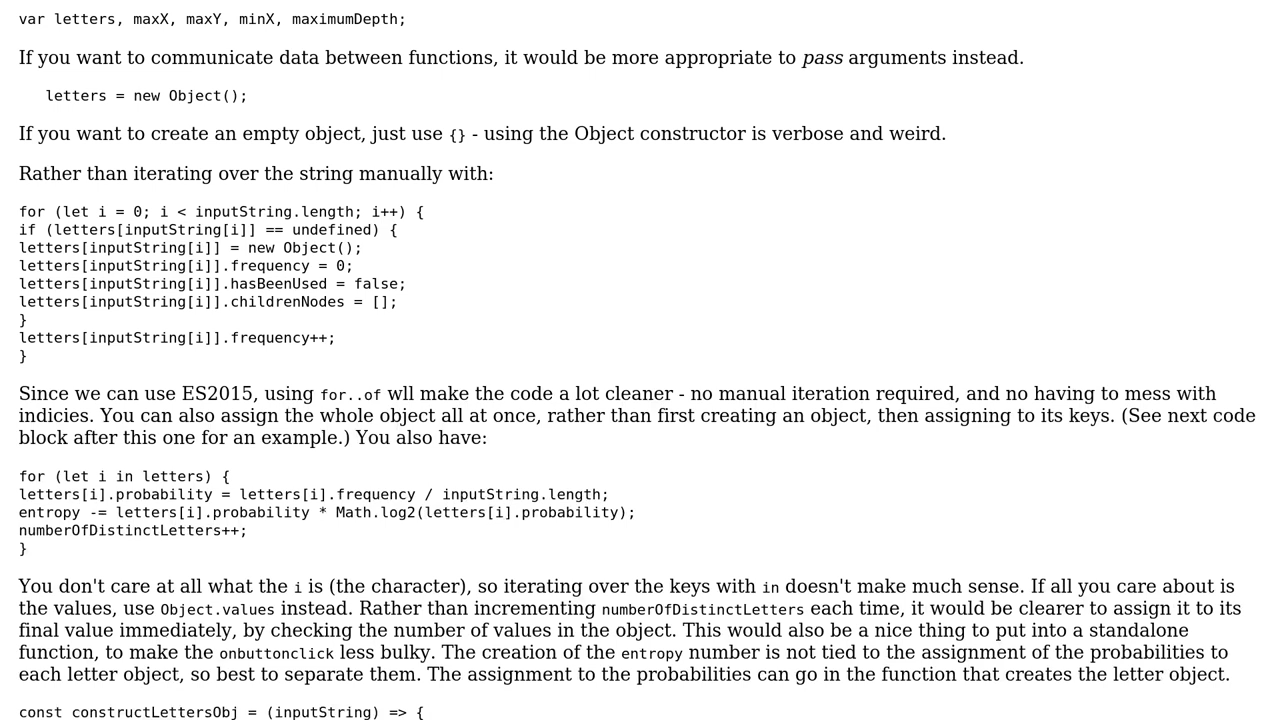 var letters, maxX, maxY, minX, maximumDepth;
If you want to communicate data between functions, it would be more appropriate to pass arguments instead.
letters = new Object();
If you want to create an empty object, just use {} - using the Object constructor is verbose and weird.
Rather than iterating over the string manually with:
for (let i = 0; i < inputString.length; i++) {
if (letters[inputString[i]] == undefined) {
letters[inputString[i]] = new Object();
letters[inputString[i]].frequency = 0;
letters[inputString[i]].hasBeenUsed = false;
letters[inputString[i]].childrenNodes = [];
}
letters[inputString[i]].frequency++;
}
Since we can use ES2015, using for..of wll make the code a lot cleaner - no manual iteration required, and no having to mess with
indicies. You can also assign the whole object all at once, rather than first creating an object, then assigning to its keys. (See next code
block after this one for an example.) You also have:
for (let i in letters) {
letters[i].probability = letters[i].frequency / inputString.length;
entropy -= letters[i].probability * Math.log2(letters[i].probability);
numberOfDistinctLetters++;
}
You don't care at all what the i is (the character), so iterating over the keys with in doesn't make much sense. If all you care about is
the values, use Object.values instead. Rather than incrementing numberOfDistinctLetters each time, it would be clearer to assign it to its
final value immediately, by checking the number of values in the object. This would also be a nice thing to put into a standalone
function, to make the onbuttonclick less bulky. The creation of the entropy number is not tied to the assignment of the probabilities to
each letter object, so best to separate them. The assignment to the probabilities can go in the function that creates the letter object.
const constructLettersObj = (inputString) => {